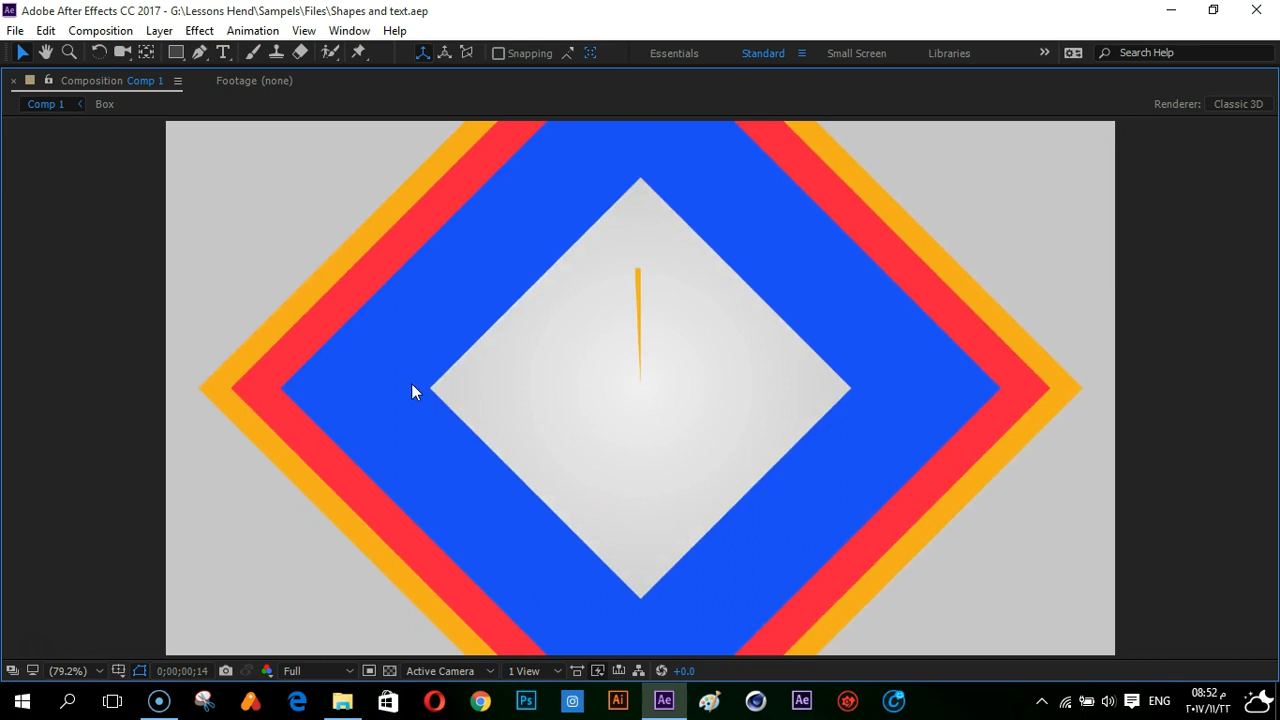 Adobe After Effects CC 2017 - G:\Lessons Hend\Sampels\Files\Shapes and text.aep
File Edit Composition Layer Effect Animation View Window Help
Snapping Essentials Standard Small Screen Libraries Search Help
Composition Comp 1 Footage (none)
Comp 1 Box Renderer: Classic 3D
(79.2%) 0;00;00;14 Full Active Camera 1 View +0.0
ENG
08:52 م
٢٠١٧/١١/٢٢